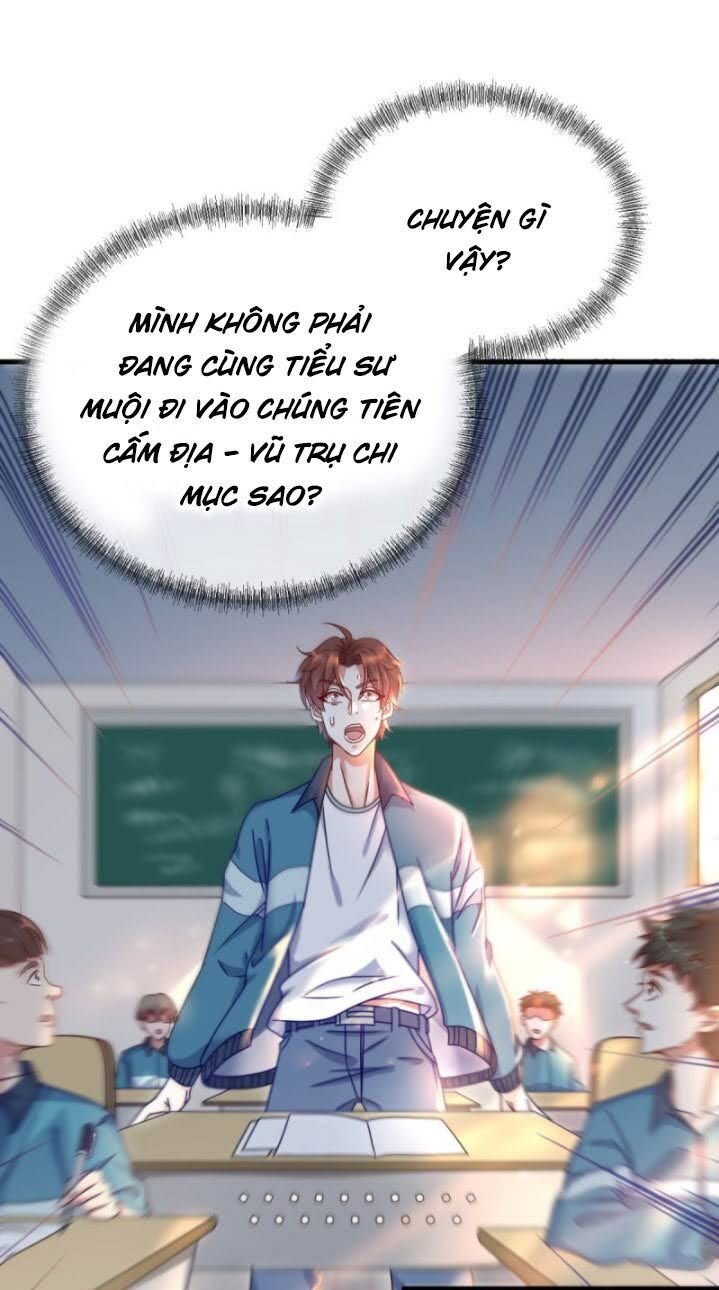 CHUYỆN GÌ
VẬY?
MÌNH KHÔNG PHẢI
ĐANG CÙNG TIỂU SƯ
MUỘI ĐI VÀO CHÚNG TIÊN
CẤM ĐỊA - VŨ TRỤ CHI
MỤC SAO?